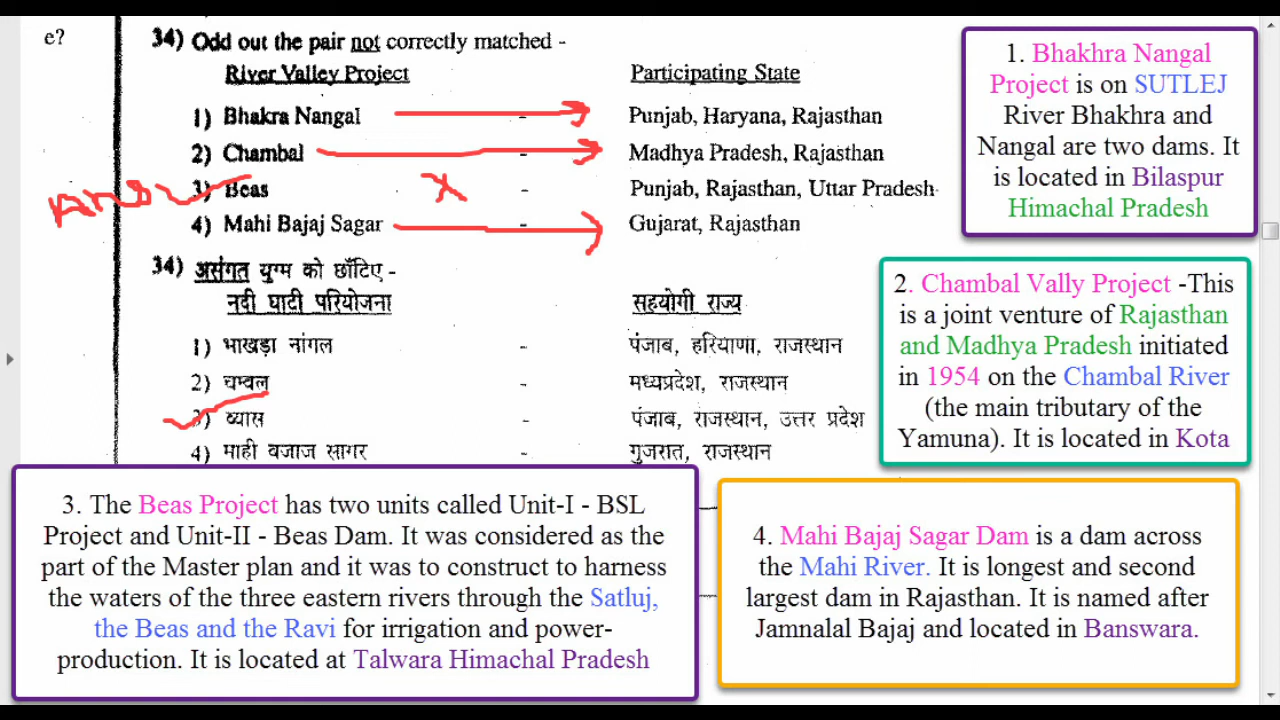 e?
34) Odd out the pair not correctly matched -
River Valley Project Participating State
1) Bhakra Nangal - Punjab, Haryana, Rajasthan
2) Chambal - Madhya Pradesh, Rajasthan
3) Beas - Punjab, Rajasthan, Uttar Pradesh
4) Mahi Bajaj Sagar - Gujarat, Rajasthan
34) असंगत युग्म को छाँटिए -
नदी घाटी परियोजना सहयोगी राज्य
1) भाखड़ा नांगल - पंजाब, हरियाणा, राजस्थान
2) चम्वल - मध्यप्रदेश, राजस्थान
3) व्यास - पंजाब, राजस्थान, उत्तर प्रदेश
4) माही वजाज सागर - गुजरात, राजस्थान
1. Bhakhra Nangal
Project is on SUTLEJ
River Bhakhra and
Nangal are two dams. It
is located in Bilaspur
Himachal Pradesh
2. Chambal Vally Project -This
is a joint venture of Rajasthan
and Madhya Pradesh initiated
in 1954 on the Chambal River
(the main tributary of the
Yamuna). It is located in Kota
3. The Beas Project has two units called Unit-I - BSL
Project and Unit-II - Beas Dam. It was considered as the
part of the Master plan and it was to construct to harness
the waters of the three eastern rivers through the Satluj,
the Beas and the Ravi for irrigation and power-
production. It is located at Talwara Himachal Pradesh
4. Mahi Bajaj Sagar Dam is a dam across
the Mahi River. It is longest and second
largest dam in Rajasthan. It is named after
Jamnalal Bajaj and located in Banswara.